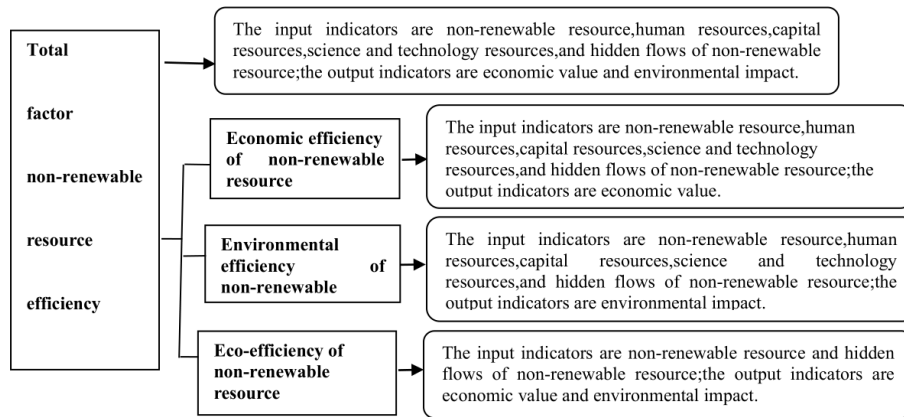 Total
factor
non-renewable
resource
efficiency
The input indicators are non-renewable resource,human resources,capital
resources,science and technology resources,and hidden flows of non-renewable
resource;the output indicators are economic value and environmental impact.
Economic efficiency
of non-renewable
resource
The input indicators are non-renewable resource,human
resources,capital resources,science and technology
resources,and hidden flows of non-renewable resource;the
output indicators are economic value.
Environmental
efficiency of
non-renewable
The input indicators are non-renewable resource,human
resources,capital resources,science and technology
resources,and hidden flows of non-renewable resource;the
output indicators are environmental impact.
Eco-efficiency of
non-renewable
resource
The input indicators are non-renewable resource and hidden
flows of non-renewable resource;the output indicators are
economic value and environmental impact.